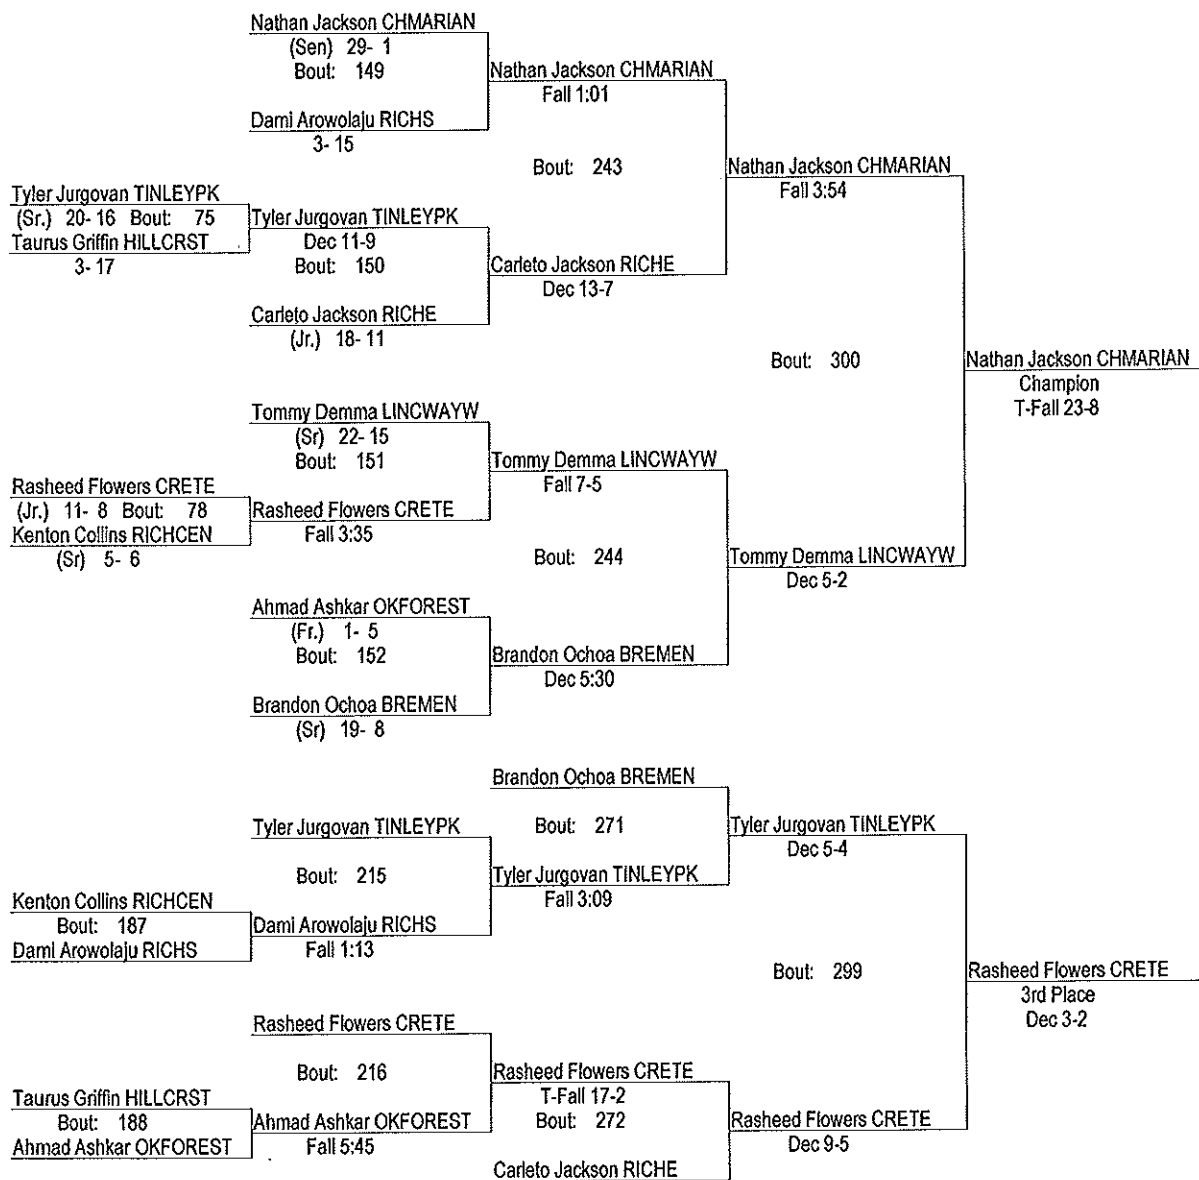 Nathan Jackson CHMARIAN
(Sen) 29- 1
Bout: 149
Dami Arowolaju RICHS
3- 15
Nathan Jackson CHMARIAN
Fall 1:01
Bout: 243
Tyler Jurgovan TINLEYPK
(Sr.) 20- 16 Bout: 75
Taurus Griffin HILLCRST
3- 17
Tyler Jurgovan TINLEYPK
Dec 11-9
Bout: 150
Carleto Jackson RICHE
(Jr.) 18- 11
Carleto Jackson RICHE
Dec 13-7
Nathan Jackson CHMARIAN
Fall 3:54
Bout: 300
Nathan Jackson CHMARIAN
Champion
T-Fall 23-8
Tommy Demma LINCWAYW
(Sr) 22- 15
Bout: 151
Rasheed Flowers CRETE
(Jr.) 11- 8 Bout: 78
Kenton Collins RICHCEN
(Sr) 5- 6
Rasheed Flowers CRETE
Fall 3:35
Tommy Demma LINCWAYW
Fall 7-5
Bout: 244
Tommy Demma LINCWAYW
Dec 5-2
Ahmad Ashkar OKFOREST
(Fr.) 1- 5
Bout: 152
Brandon Ochoa BREMEN
(Sr) 19- 8
Brandon Ochoa BREMEN
Dec 5:30
Brandon Ochoa BREMEN
Bout: 271
Tyler Jurgovan TINLEYPK
Bout: 215
Kenton Collins RICHCEN
Bout: 187
Dami Arowolaju RICHS
Dami Arowolaju RICHS
Fall 1:13
Tyler Jurgovan TINLEYPK
Fall 3:09
Tyler Jurgovan TINLEYPK
Dec 5-4
Bout: 299
Rasheed Flowers CRETE
3rd Place
Dec 3-2
Rasheed Flowers CRETE
Bout: 216
Taurus Griffin HILLCRST
Bout: 188
Ahmad Ashkar OKFOREST
Ahmad Ashkar OKFOREST
Fall 5:45
Rasheed Flowers CRETE
T-Fall 17-2
Bout: 272
Carleto Jackson RICHE
Rasheed Flowers CRETE
Dec 9-5